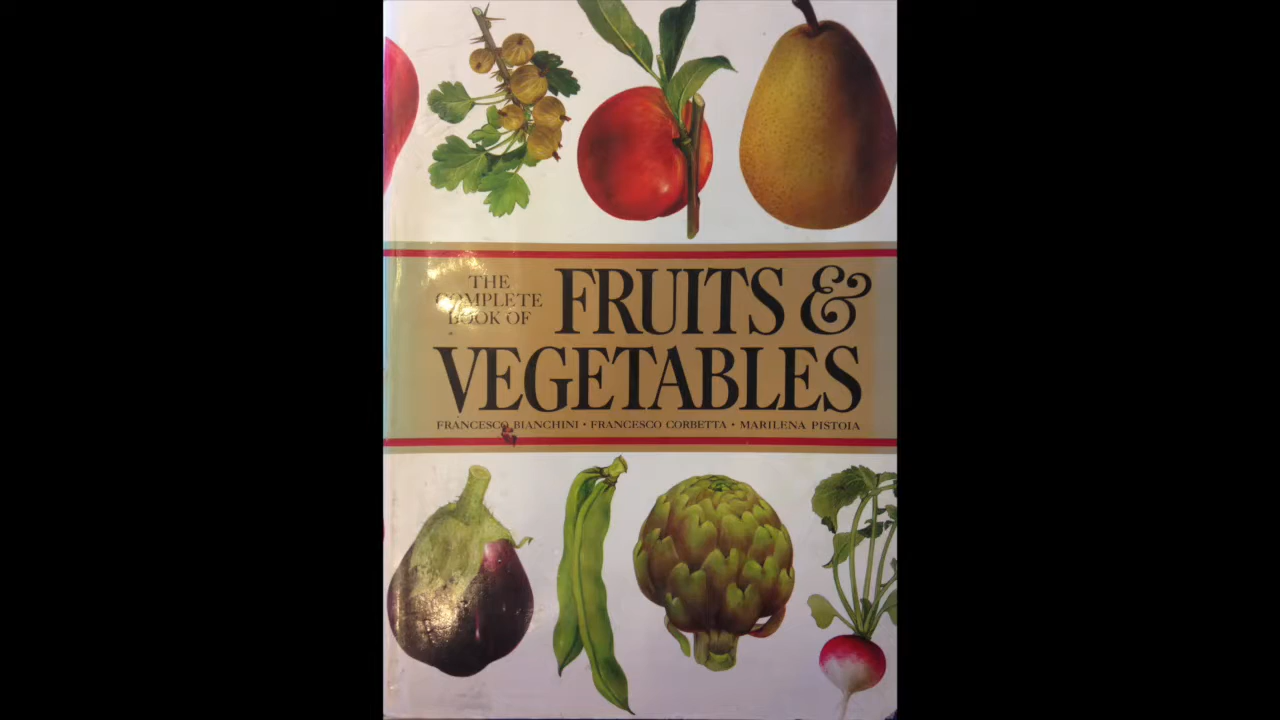 THE
COMPLETE
BOOK OF
FRUITS &
VEGETABLES
FRANCESCO BIANCHINI • FRANCESCO CORBETTA • MARILENA PISTOIA